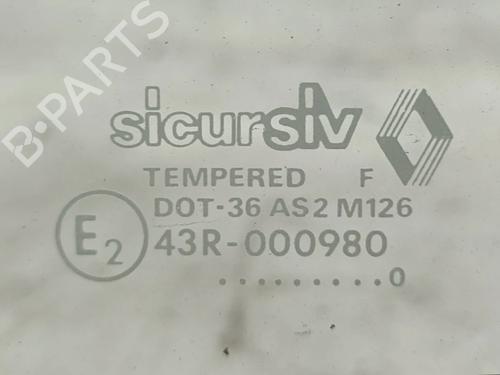 B-PARTS
sicursiv
TEMPERED F
DOT-36 AS2 M126
E2 43R-000980
.........0